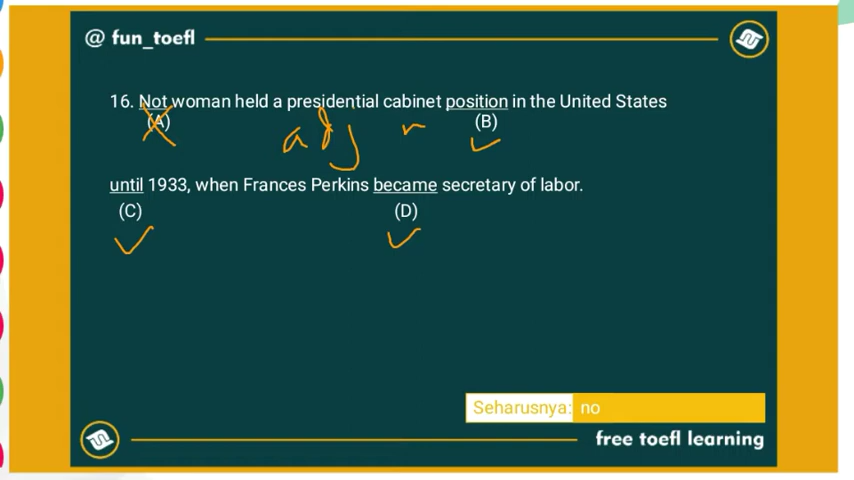 @ fun_toefl
16. Not woman held a presidential cabinet position in the United States
(A) (B)
adj n
until 1933, when Frances Perkins became secretary of labor.
(C) (D)
Seharusnya: no
free toefl learning